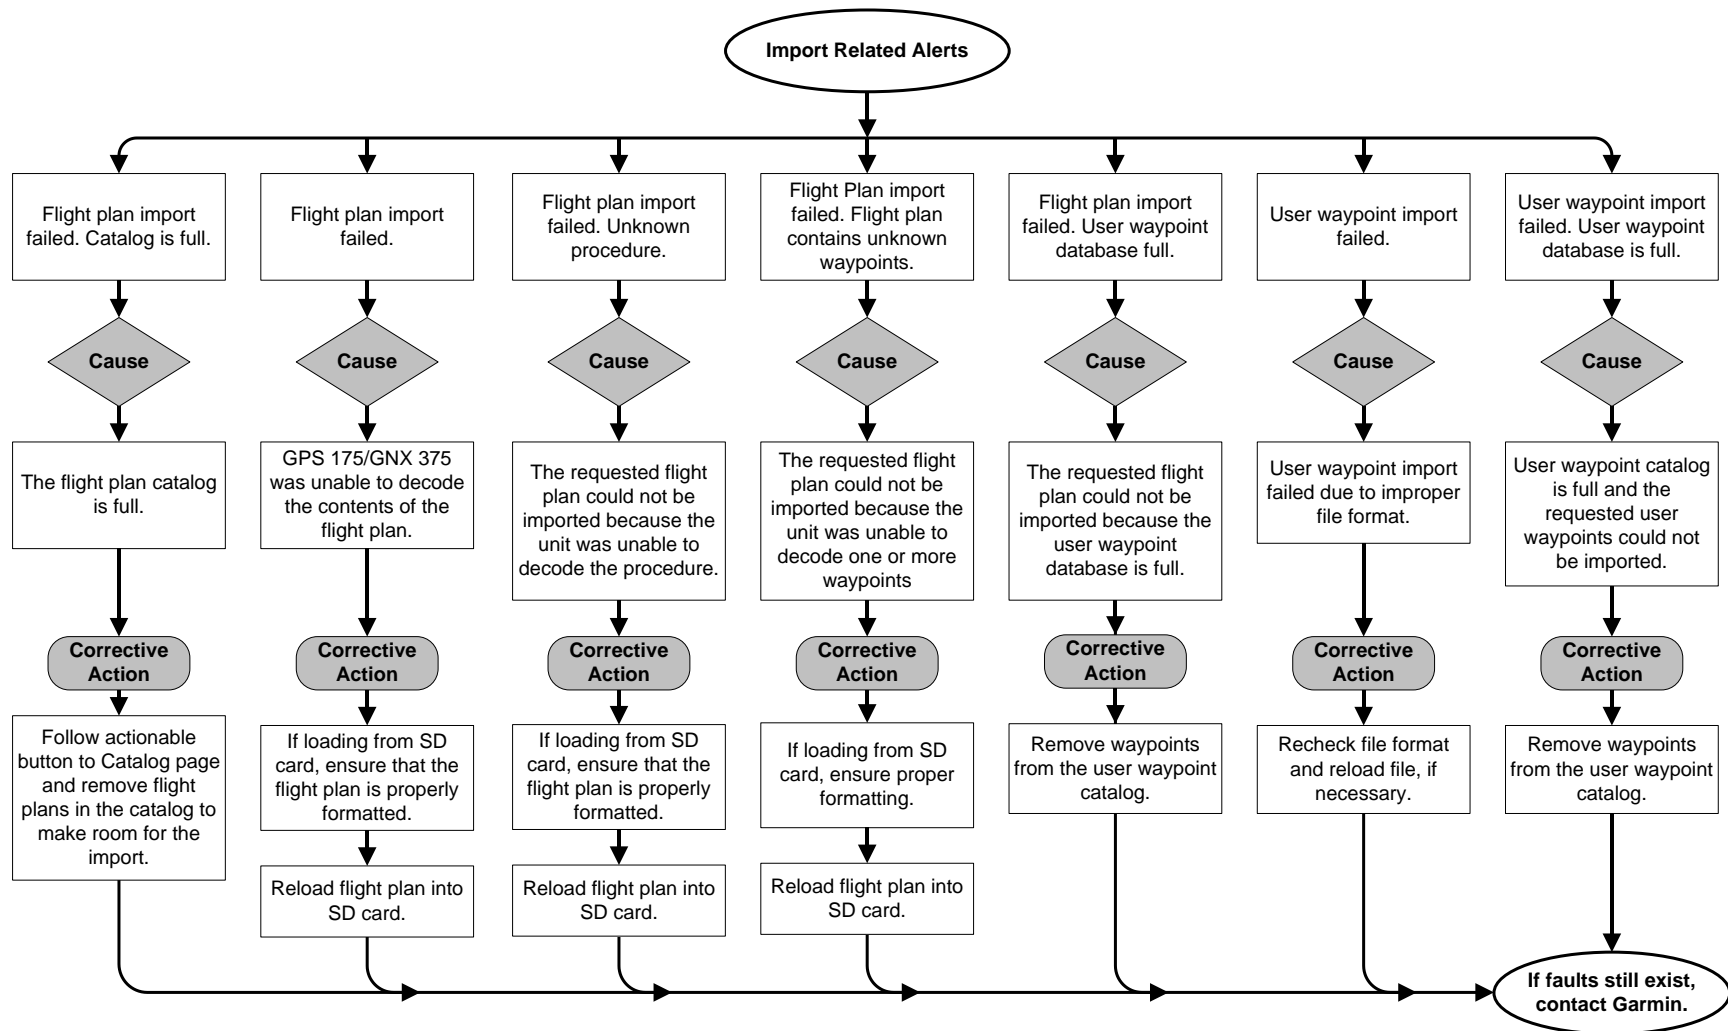 Import Related Alerts
Flight plan import
failed. Catalog is full.
Flight plan import
failed.
Flight plan import
failed. Unknown
procedure.
Flight Plan import
failed. Flight plan
contains unknown
waypoints.
Flight plan import
failed. User waypoint
database full.
User waypoint import
failed.
User waypoint import
failed. User waypoint
database is full.
Cause
Cause
Cause
Cause
Cause
Cause
Cause
The flight plan catalog
is full.
GPS 175/GNX 375
was unable to decode
the contents of the
flight plan.
The requested flight
plan could not be
imported because the
unit was unable to
decode the procedure.
The requested flight
plan could not be
imported because the
unit was unable to
decode one or more
waypoints
The requested flight
plan could not be
imported because the
user waypoint
database is full.
User waypoint import
failed due to improper
file format.
User waypoint catalog
is full and the
requested user
waypoints could not
be imported.
Corrective
Action
Corrective
Action
Corrective
Action
Corrective
Action
Corrective
Action
Corrective
Action
Corrective
Action
Follow actionable
button to Catalog page
and remove flight
plans in the catalog to
make room for the
import.
If loading from SD
card, ensure that the
flight plan is properly
formatted.
If loading from SD
card, ensure that the
flight plan is properly
formatted.
If loading from SD
card, ensure proper
formatting.
Remove waypoints
from the user waypoint
catalog.
Recheck file format
and reload file, if
necessary.
Remove waypoints
from the user waypoint
catalog.
Reload flight plan into
SD card.
Reload flight plan into
SD card.
Reload flight plan into
SD card.
If faults still exist,
contact Garmin.